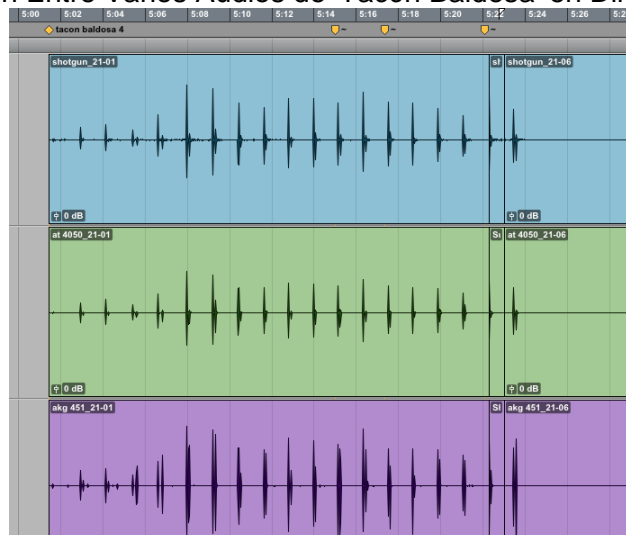 n Entre Varios Audios de 'Tacón Baldosa' en
5:00 5:02 5:04 5:06 5:08 5:10 5:12 5:14 5:16 5:18 5:20 5:22 5:24 5:26
tacon baldosa 4
shotgun_21-01 shotgun_21-06
0 dB 0 dB
at 4050_21-01 at 4050_21-06
0 dB 0 dB
akg 451_21-01 akg 451_21-06